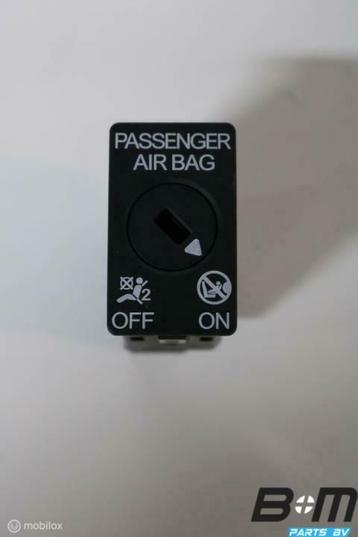 PASSENGER
AIR BAG
2
OFF ON
B+M
PARTS BV
mobilox